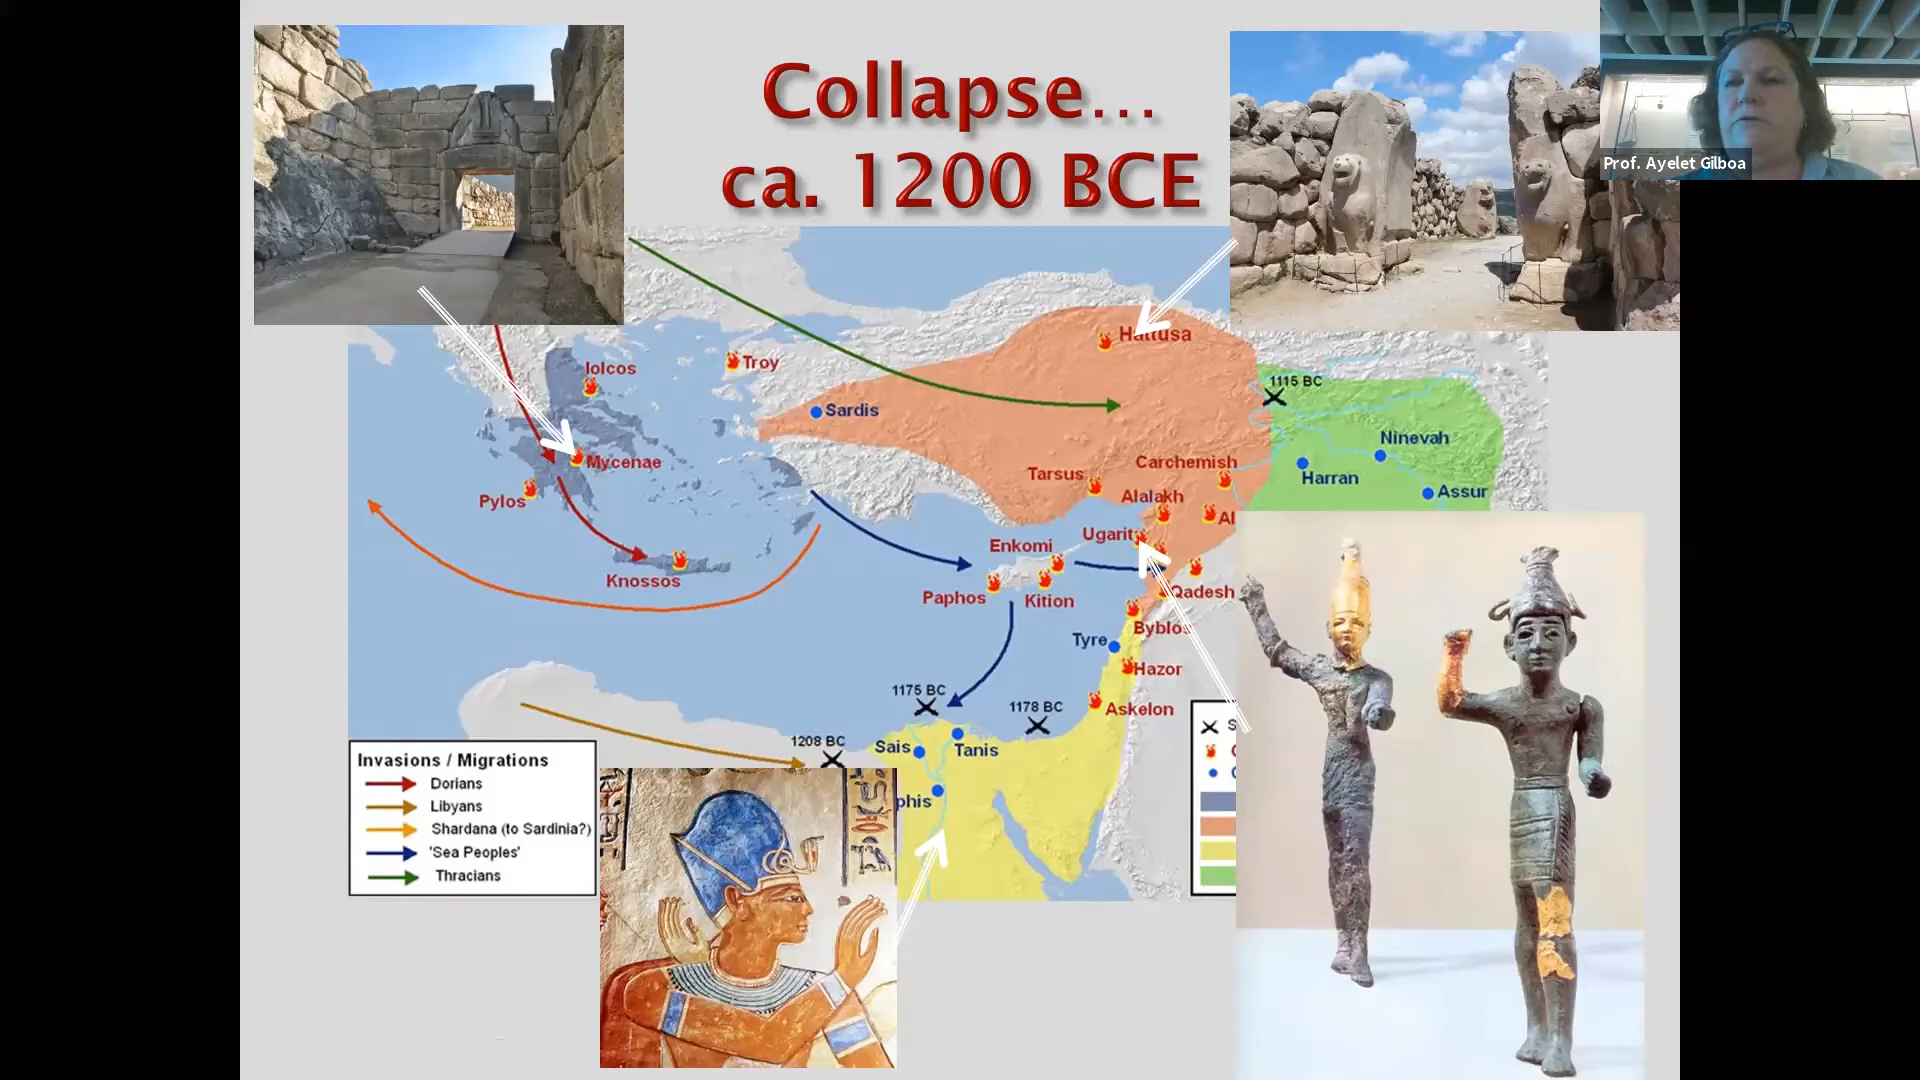 Collapse...
ca. 1200 BCE
Prof. Ayelet Gilboa
Hattusa
Iolcos
Troy
1115 BC
Sardis
Ninevah
Mycenae
Carchemish
Tarsus
Harran
Pylos
Alalakh
Assur
Al
Ugarit
Enkomi
Knossos
Paphos
Kition
Qadesh
Byblos
Tyre
Hazor
1175 BC
1178 BC
Askelon
1208 BC
Sais
Tanis
phis
Invasions / Migrations
Dorians
Libyans
Shardana (to Sardinia?)
'Sea Peoples'
Thracians